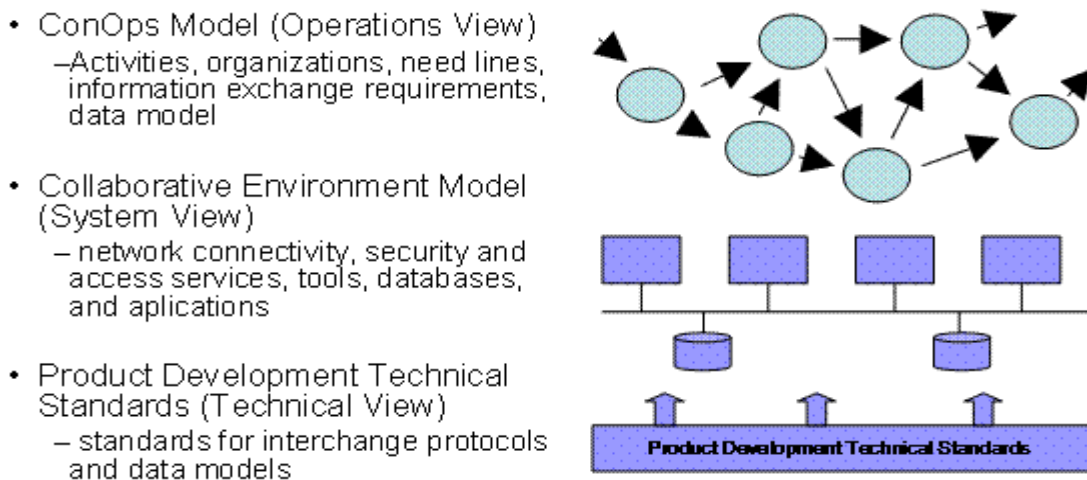 • ConOps Model (Operations View)
–Activities, organizations, need lines,
information exchange requirements,
data model
• Collaborative Environment Model
(System View)
– network connectivity, security and
access services, tools, databases,
and aplications
• Product Development Technical
Standards (Technical View)
– standards for interchange protocols
and data models
Product Development Technical Standards